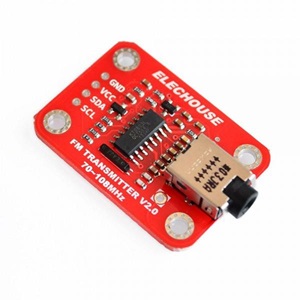 ELECHOUSE
GND
VCC
SDA
SCL
FM TRANSMITTER V2.0
70~108MHz